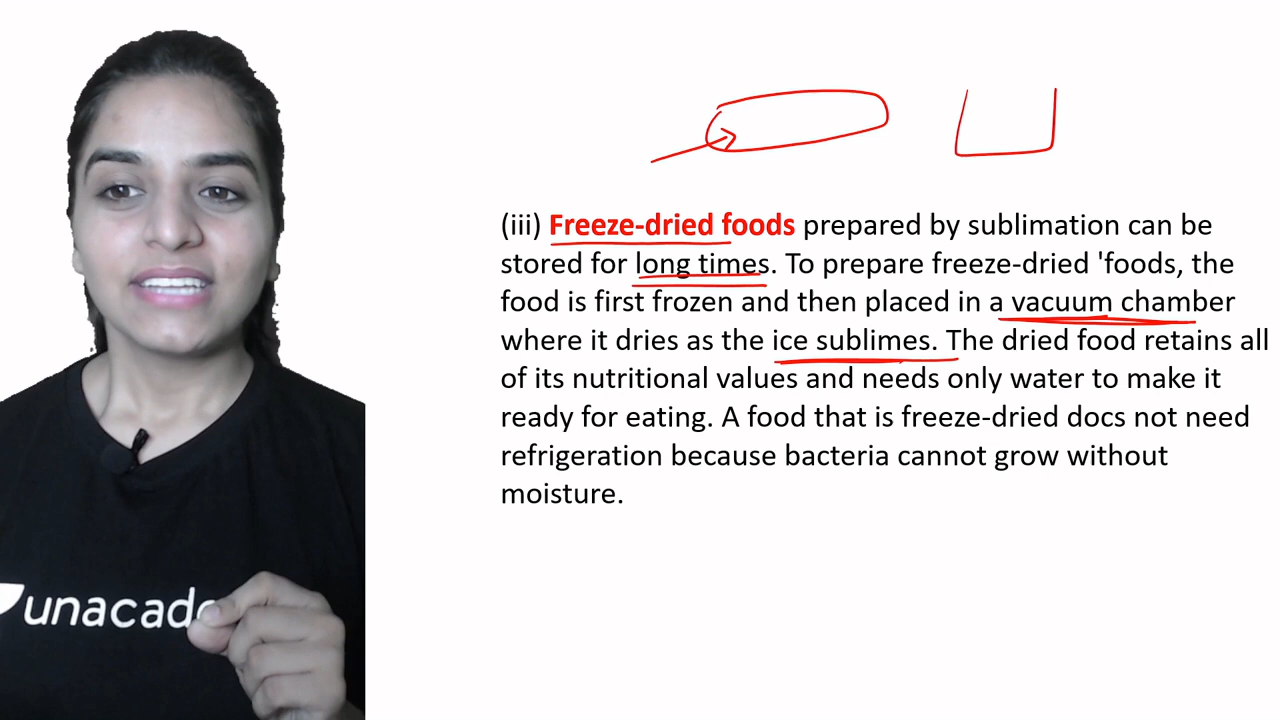 (iii) Freeze-dried foods prepared by sublimation can be
stored for long times. To prepare freeze-dried 'foods, the
food is first frozen and then placed in a vacuum chamber
where it dries as the ice sublimes. The dried food retains all
of its nutritional values and needs only water to make it
ready for eating. A food that is freeze-dried docs not need
refrigeration because bacteria cannot grow without
moisture.
unacade